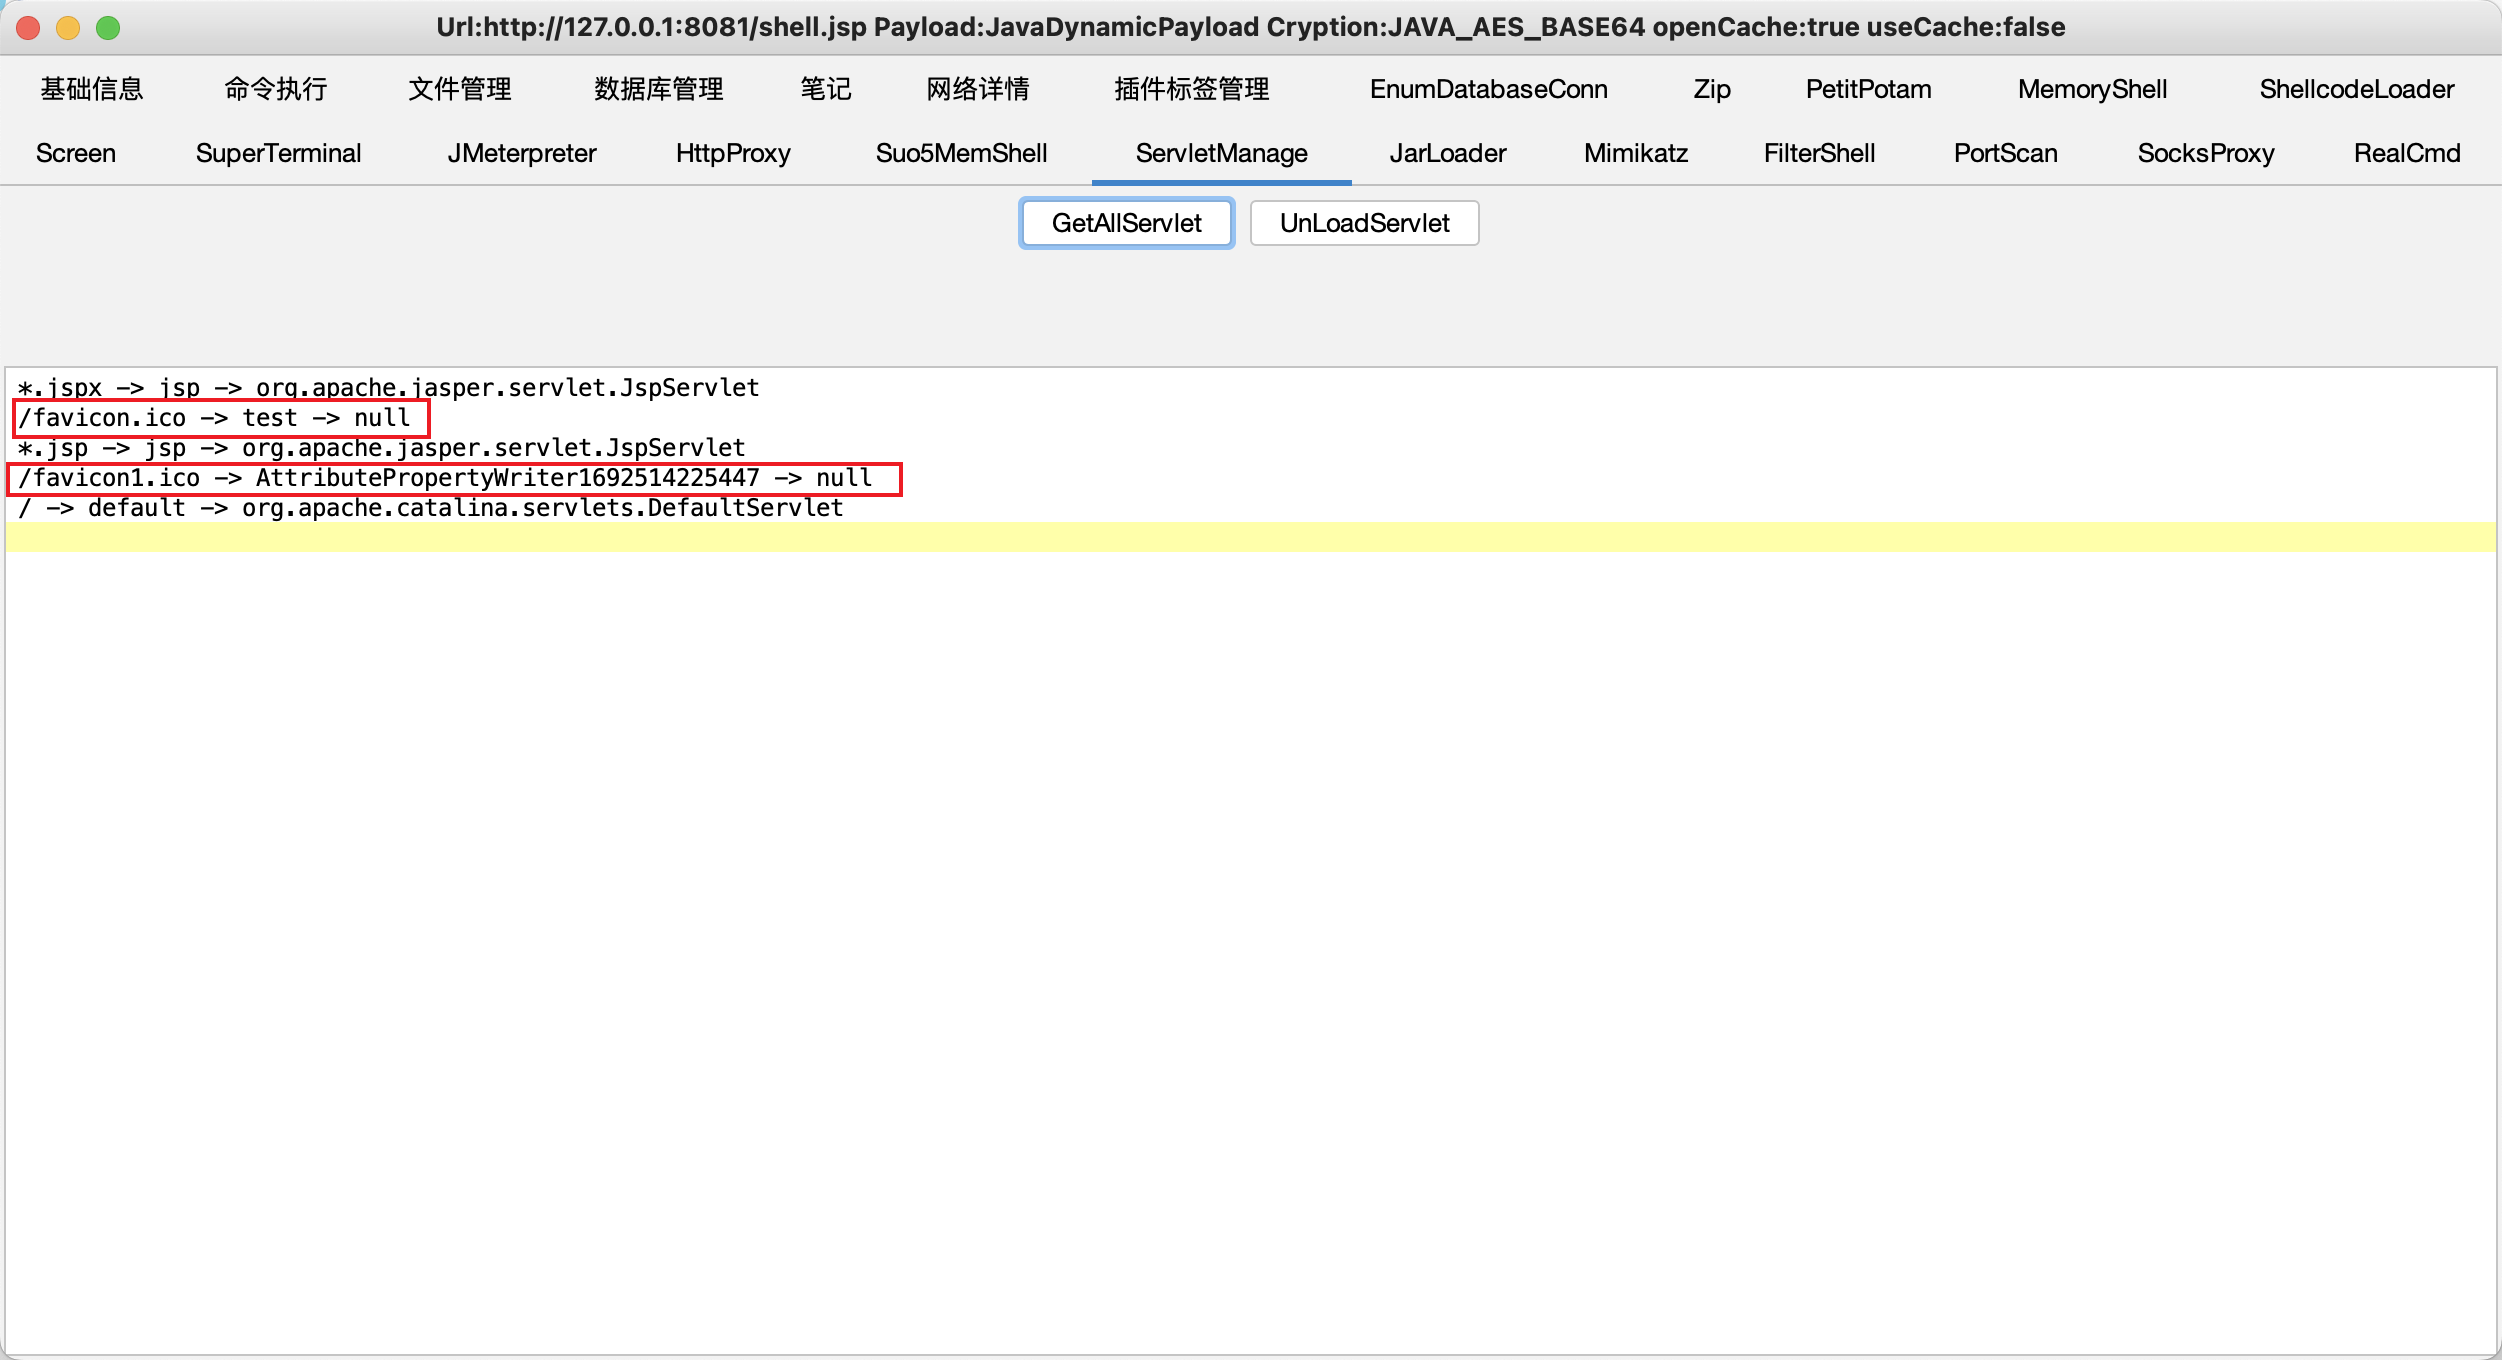 Url:http://127.0.0.1:8081/shell.jsp Payload:JavaDynamicPayload Cryption:JAVA_AES_BASE64 openCache:true useCache:false
基础信息 命令执行 文件管理 数据库管理 笔记 网络详情 插件标签管理 EnumDatabaseConn Zip PetitPotam MemoryShell ShellcodeLoader
Screen SuperTerminal JMeterpreter HttpProxy Suo5MemShell ServletManage JarLoader Mimikatz FilterShell PortScan SocksProxy RealCmd
GetAllServlet UnLoadServlet
*.jspx -> jsp -> org.apache.jasper.servlet.JspServlet
/favicon.ico -> test -> null
*.jsp -> jsp -> org.apache.jasper.servlet.JspServlet
/favicon1.ico -> AttributePropertyWriter1692514225447 -> null
/ -> default -> org.apache.catalina.servlets.DefaultServlet